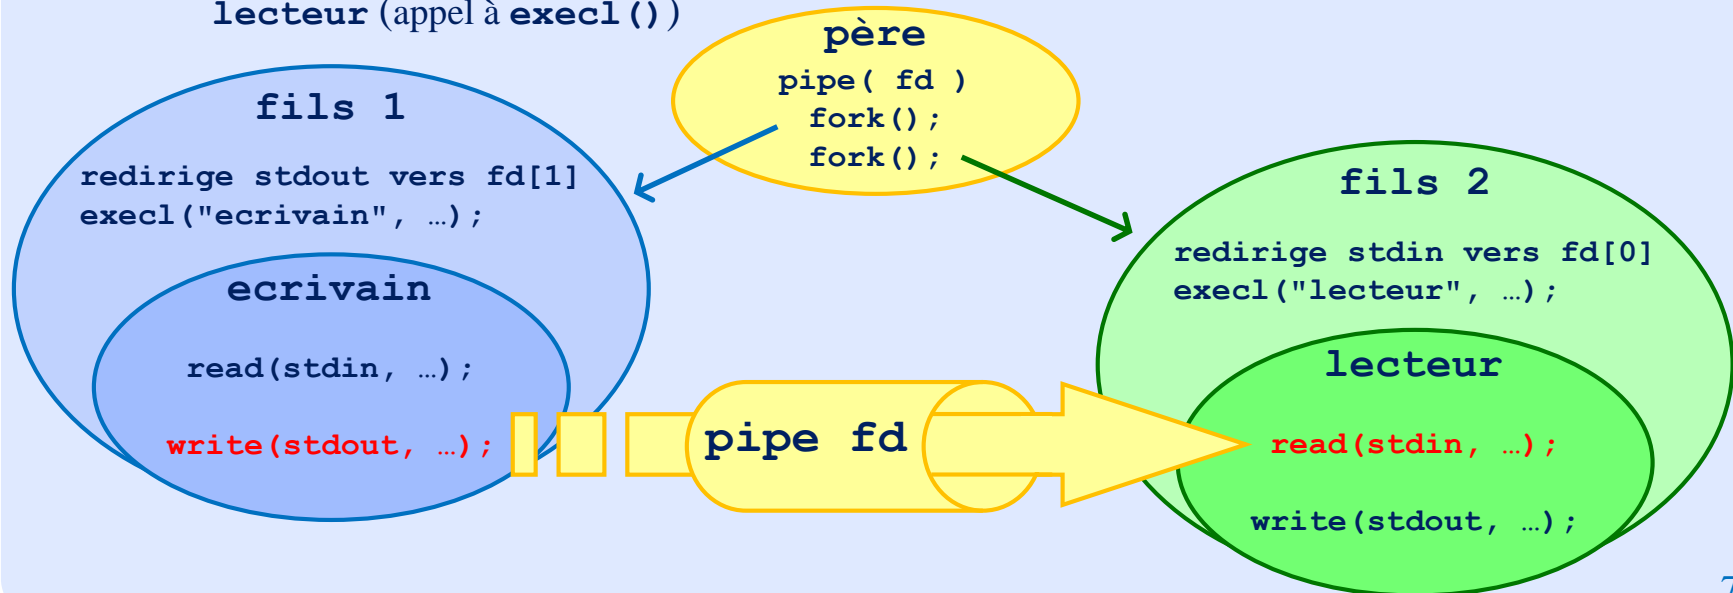 lecteur (appel à execl())
père
pipe( fd )
fork();
fork();
fils 1
redirige stdout vers fd[1]
execl("ecrivain", …);
ecrivain
read(stdin, …);
write(stdout, …);
pipe fd
fils 2
redirige stdin vers fd[0]
execl("lecteur", …);
lecteur
read(stdin, …);
write(stdout, …);